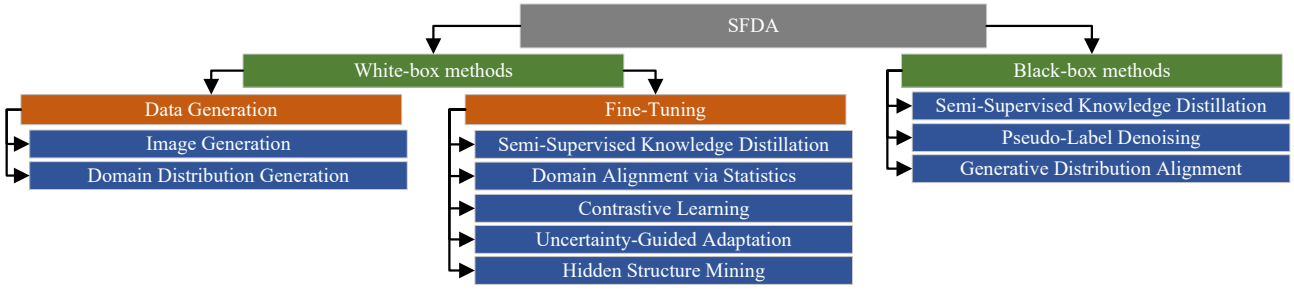 SFDA
White-box methods
Data Generation
Image Generation
Domain Distribution Generation
Fine-Tuning
Semi-Supervised Knowledge Distillation
Domain Alignment via Statistics
Contrastive Learning
Uncertainty-Guided Adaptation
Hidden Structure Mining
Black-box methods
Semi-Supervised Knowledge Distillation
Pseudo-Label Denoising
Generative Distribution Alignment